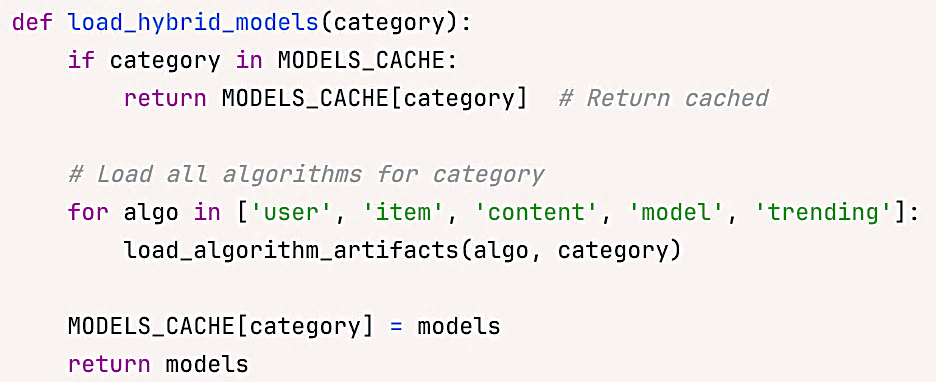 def load_hybrid_models(category):
    if category in MODELS_CACHE:
        return MODELS_CACHE[category]  # Return cached
    # Load all algorithms for category
    for algo in ['user', 'item', 'content', 'model', 'trending']:
        load_algorithm_artifacts(algo, category)
    MODELS_CACHE[category] = models
    return models